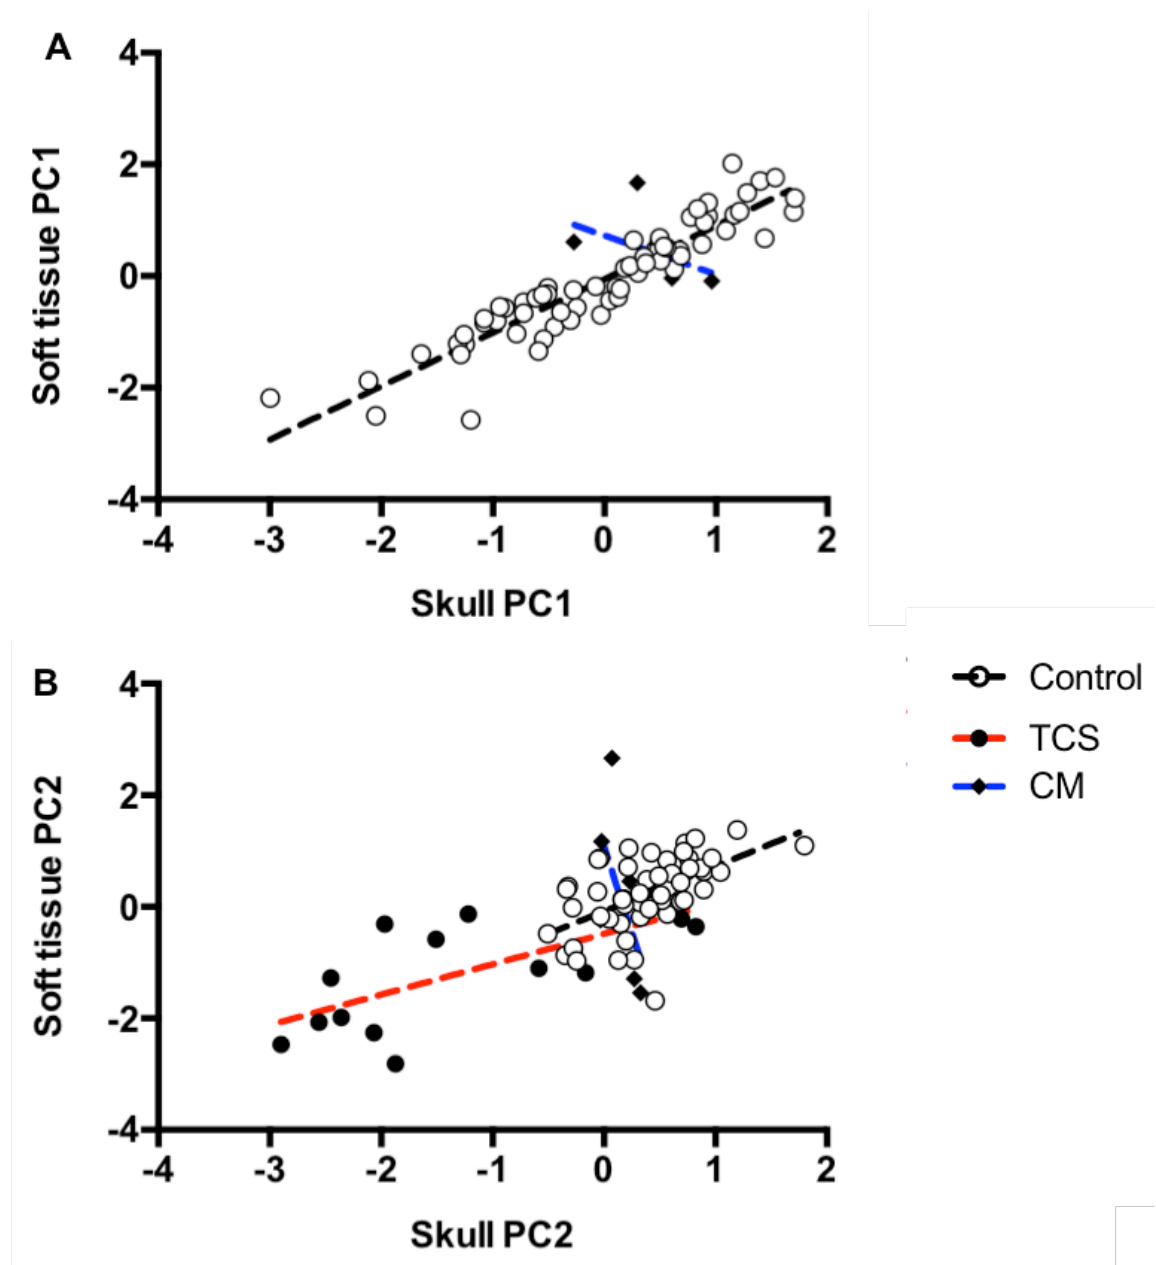 A
4
2
0
-2
-4
Soft tissue PC1
-4 -3 -2 -1 0 1 2
Skull PC1
B
4
2
0
-2
-4
Soft tissue PC2
-4 -3 -2 -1 0 1 2
Skull PC2
Control
TCS
CM